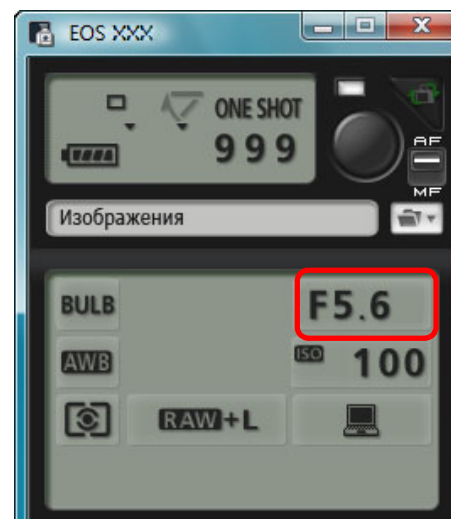 EOS XXX
ONE SHOT
999
AF
MF
Изображения
BULB
F5.6
AWB
ISO 100
RAW+L